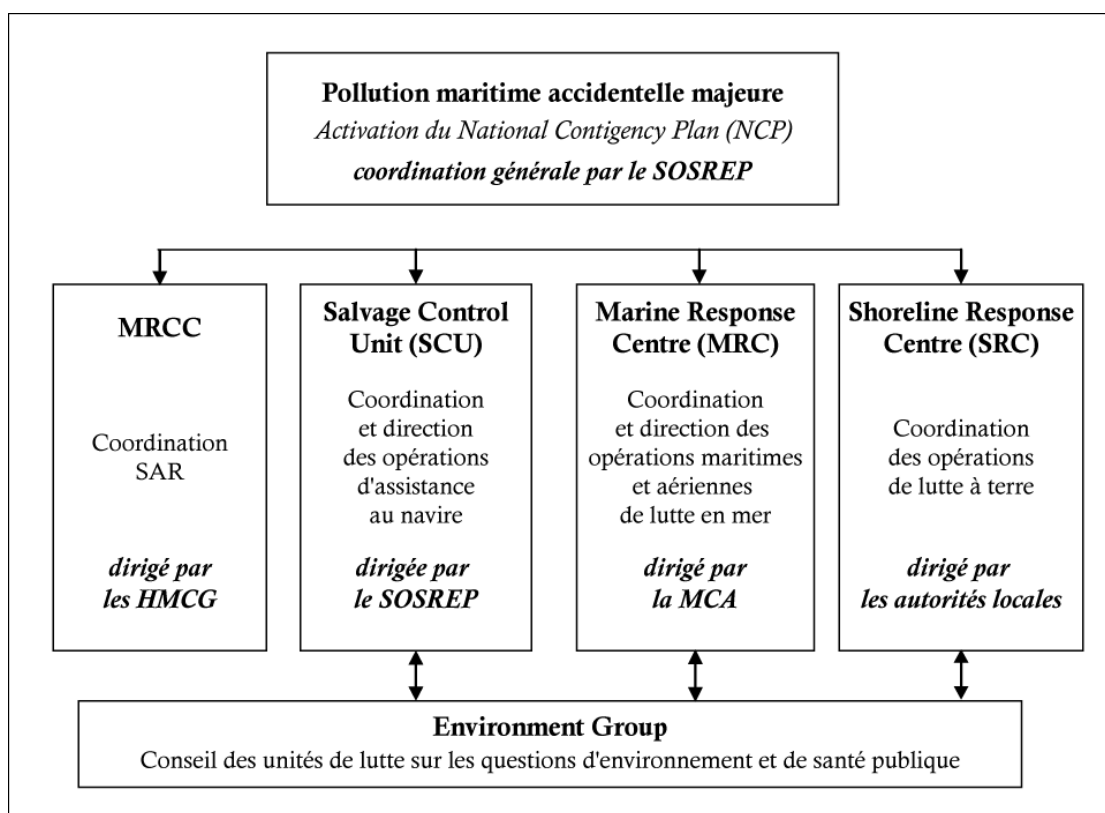 Pollution maritime accidentelle majeure
Activation du National Contigency Plan (NCP)
coordination générale par le SOSREP
MRCC
Coordination
SAR
dirigé par
les HMCG
Salvage Control
Unit (SCU)
Coordination
et direction
des opérations
d'assistance
au navire
dirigée par
le SOSREP
Marine Response
Centre (MRC)
Coordination
et direction des
opérations maritimes
et aériennes
de lutte en mer
dirigé par
la MCA
Shoreline Response
Centre (SRC)
Coordination
des opérations
de lutte à terre
dirigé par
les autorités locales
Environment Group
Conseil des unités de lutte sur les questions d'environnement et de santé publique